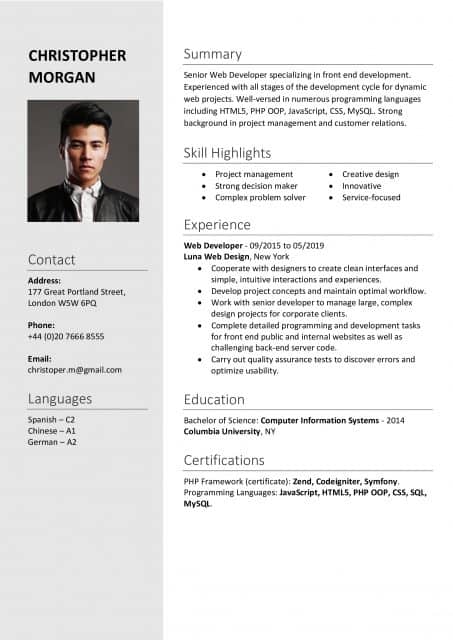 CHRISTOPHER
MORGAN
Contact
Address:
177 Great Portland Street,
London W5W 6PQ
Phone:
+44 (0)20 7666 8555
Email:
christoper.m@gmail.com
Languages
Spanish – C2
Chinese – A1
German – A2
Summary
Senior Web Developer specializing in front end development.
Experienced with all stages of the development cycle for dynamic
web projects. Well-versed in numerous programming languages
including HTML5, PHP OOP, JavaScript, CSS, MySQL. Strong
background in project management and customer relations.
Skill Highlights
• Project management
• Strong decision maker
• Complex problem solver
• Creative design
• Innovative
• Service-focused
Experience
Web Developer - 09/2015 to 05/2019
Luna Web Design, New York
• Cooperate with designers to create clean interfaces and
simple, intuitive interactions and experiences.
• Develop project concepts and maintain optimal workflow.
• Work with senior developer to manage large, complex
design projects for corporate clients.
• Complete detailed programming and development tasks
for front end public and internal websites as well as
challenging back-end server code.
• Carry out quality assurance tests to discover errors and
optimize usability.
Education
Bachelor of Science: Computer Information Systems - 2014
Columbia University, NY
Certifications
PHP Framework (certificate): Zend, Codeigniter, Symfony.
Programming Languages: JavaScript, HTML5, PHP OOP, CSS, SQL,
MySQL.